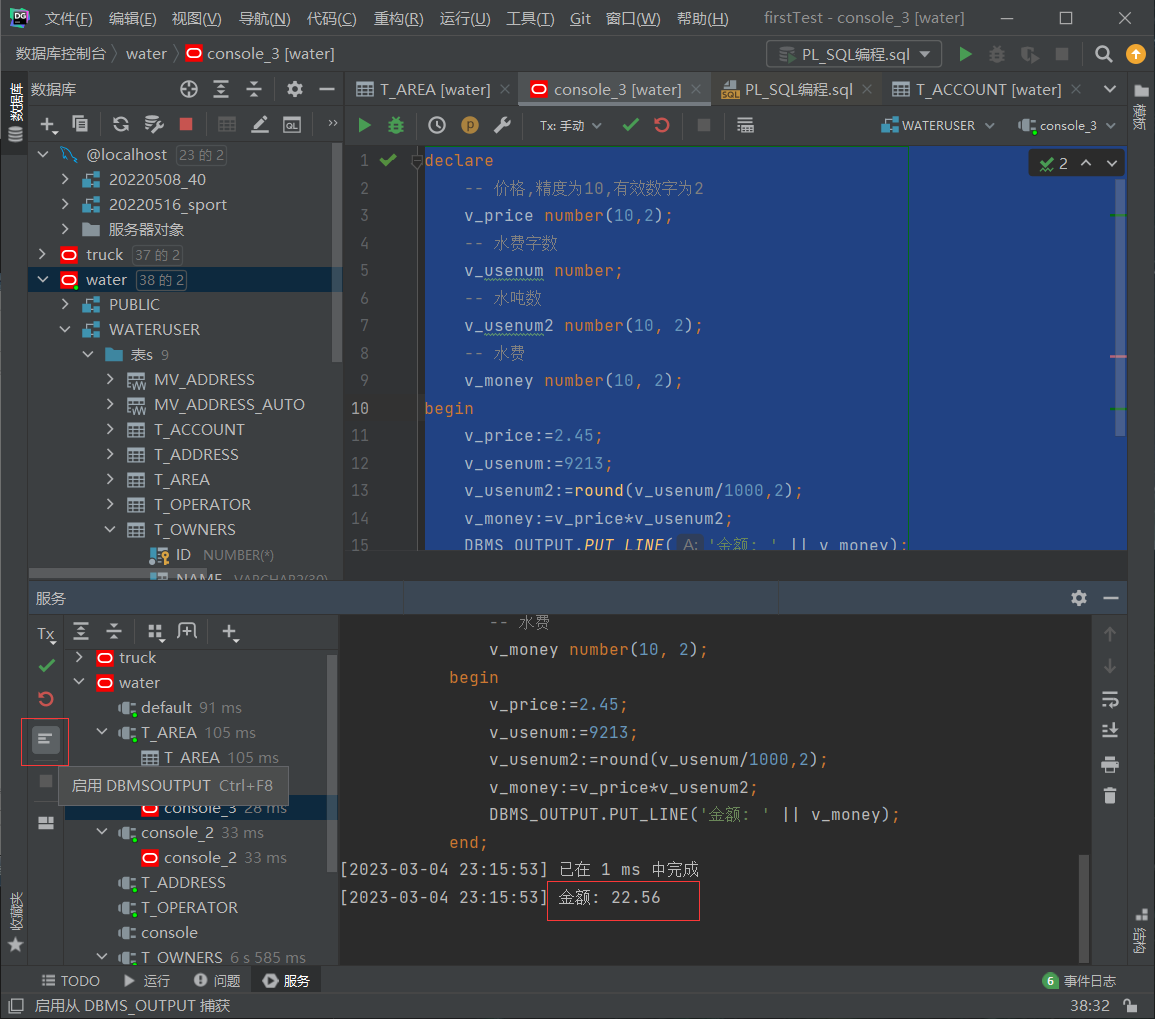 DG 文件(F) 编辑(E) 视图(V) 导航(N) 代码(C) 重构(R) 运行(U) 工具(T) Git 窗口(W) 帮助(H) firstTest - console_3 [water]
数据库控制台 water console_3 [water] PL_SQL编程.sql
数据库
T_AREA [water] console_3 [water] PL_SQL编程.sql T_ACCOUNT [water]
Tx: 手动 WATERUSER console_3
数据库
模板
@localhost 23 的 2
20220508_40
20220516_sport
服务器对象
truck 37 的 2
water 38 的 2
PUBLIC
WATERUSER
表s 9
MV_ADDRESS
MV_ADDRESS_AUTO
T_ACCOUNT
T_ADDRESS
T_AREA
T_OPERATOR
T_OWNERS
ID NUMBER(*)
NAME VARCHAR2(30)
2
1 declare
2 -- 价格,精度为10,有效数字为2
3 v_price number(10,2);
4 -- 水费字数
5 v_usenum number;
6 -- 水吨数
7 v_usenum2 number(10, 2);
8 -- 水费
9 v_money number(10, 2);
10 begin
11 v_price:=2.45;
12 v_usenum:=9213;
13 v_usenum2:=round(v_usenum/1000,2);
14 v_money:=v_price*v_usenum2;
15 DBMS_OUTPUT.PUT_LINE( A: '金额: ' || v_money);
服务
Tx
truck
water
default 91 ms
T_AREA 105 ms
T_AREA 105 ms
启用 DBMSOUTPUT Ctrl+F8
console_3 28 ms
console_2 33 ms
console_2 33 ms
T_ADDRESS
T_OPERATOR
console
T_OWNERS 6 s 585 ms
-- 水费
v_money number(10, 2);
begin
v_price:=2.45;
v_usenum:=9213;
v_usenum2:=round(v_usenum/1000,2);
v_money:=v_price*v_usenum2;
DBMS_OUTPUT.PUT_LINE('金额: ' || v_money);
end;
[2023-03-04 23:15:53] 已在 1 ms 中完成
[2023-03-04 23:15:53] 金额: 22.56
收藏夹
结构
TODO 运行 问题 服务 6 事件日志
启用从 DBMS_OUTPUT 捕获 38:32